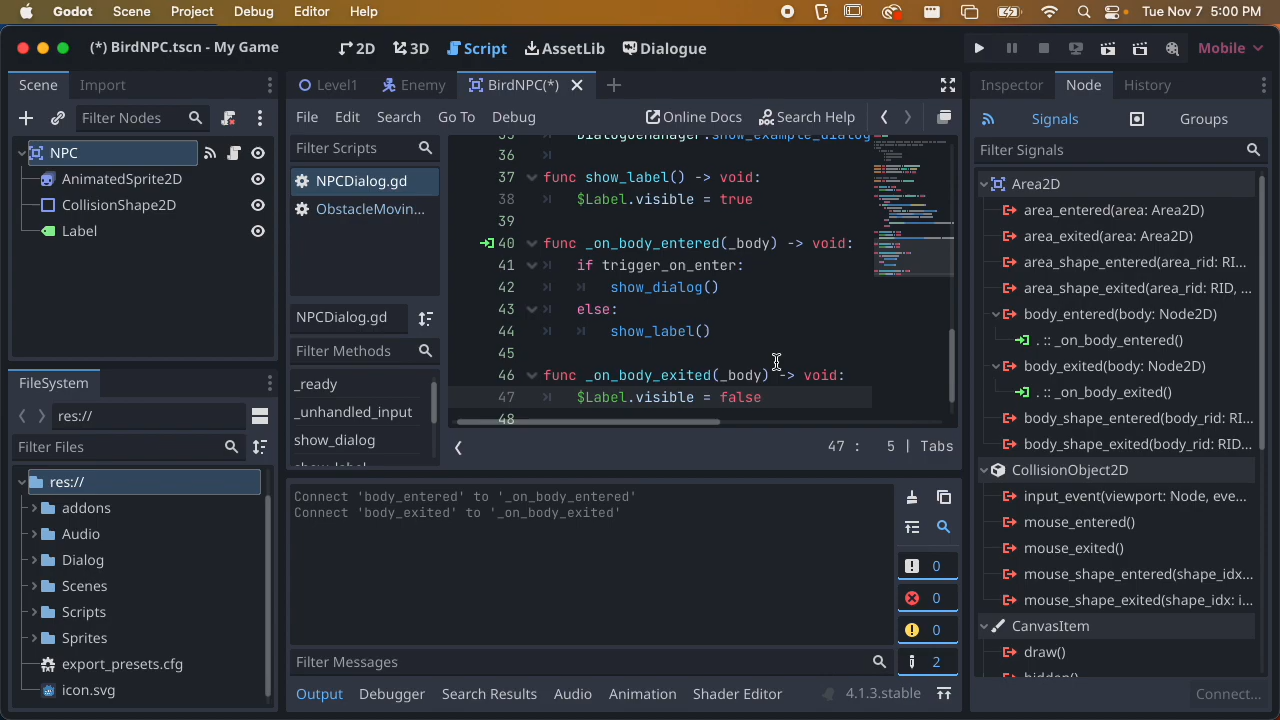 Godot Scene Project Debug Editor Help Tue Nov 7 5:00 PM
(*) BirdNPC.tscn - My Game 2D 3D Script AssetLib Dialogue Mobile
Scene Import Level1 Enemy BirdNPC(*) Inspector Node History
Filter Nodes File Edit Search Go To Debug Online Docs Search Help Signals Groups
NPC
AnimatedSprite2D
CollisionShape2D
Label
FileSystem
res://
Filter Files
res://
addons
Audio
Dialog
Scenes
Scripts
Sprites
export_presets.cfg
icon.svg
Filter Scripts
NPCDialog.gd
ObstacleMovin...
NPCDialog.gd
Filter Methods
_ready
_unhandled_input
show_dialog
show_label
35 DialogueManager.show_example_dialog
36
37 func show_label() -> void:
38 $Label.visible = true
39
40 func _on_body_entered(_body) -> void:
41 if trigger_on_enter:
42 show_dialog()
43 else:
44 show_label()
45
46 func _on_body_exited(_body) -> void:
47 $Label.visible = false
48
47 : 5 | Tabs
Connect 'body_entered' to '_on_body_entered'
Connect 'body_exited' to '_on_body_exited'
0
0
0
2
Filter Messages
Output Debugger Search Results Audio Animation Shader Editor 4.1.3.stable
Filter Signals
Area2D
area_entered(area: Area2D)
area_exited(area: Area2D)
area_shape_entered(area_rid: RI...
area_shape_exited(area_rid: RID, ...
body_entered(body: Node2D)
. :: _on_body_entered()
body_exited(body: Node2D)
. :: _on_body_exited()
body_shape_entered(body_rid: RI...
body_shape_exited(body_rid: RID...
CollisionObject2D
input_event(viewport: Node, eve...
mouse_entered()
mouse_exited()
mouse_shape_entered(shape_idx...
mouse_shape_exited(shape_idx: i...
CanvasItem
draw()
hidden()
Connect...